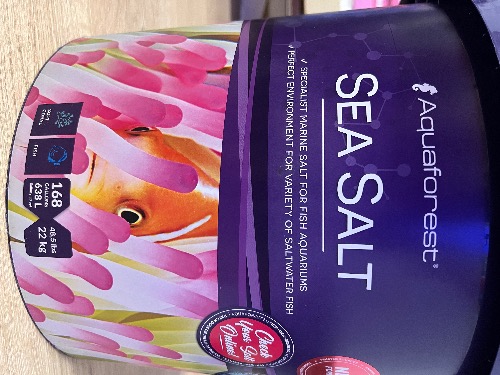 Aquaforest®
SEA SALT
√ SPECIALIST MARINE SALT FOR FISH AQUARIUMS
√ PERFECT ENVIRONMENT FOR VARIETY OF SALTWATER FISH
FISH
168
GALLONS
638 L
48.5 lbs
22 kg
Check
Your Salt
Online!